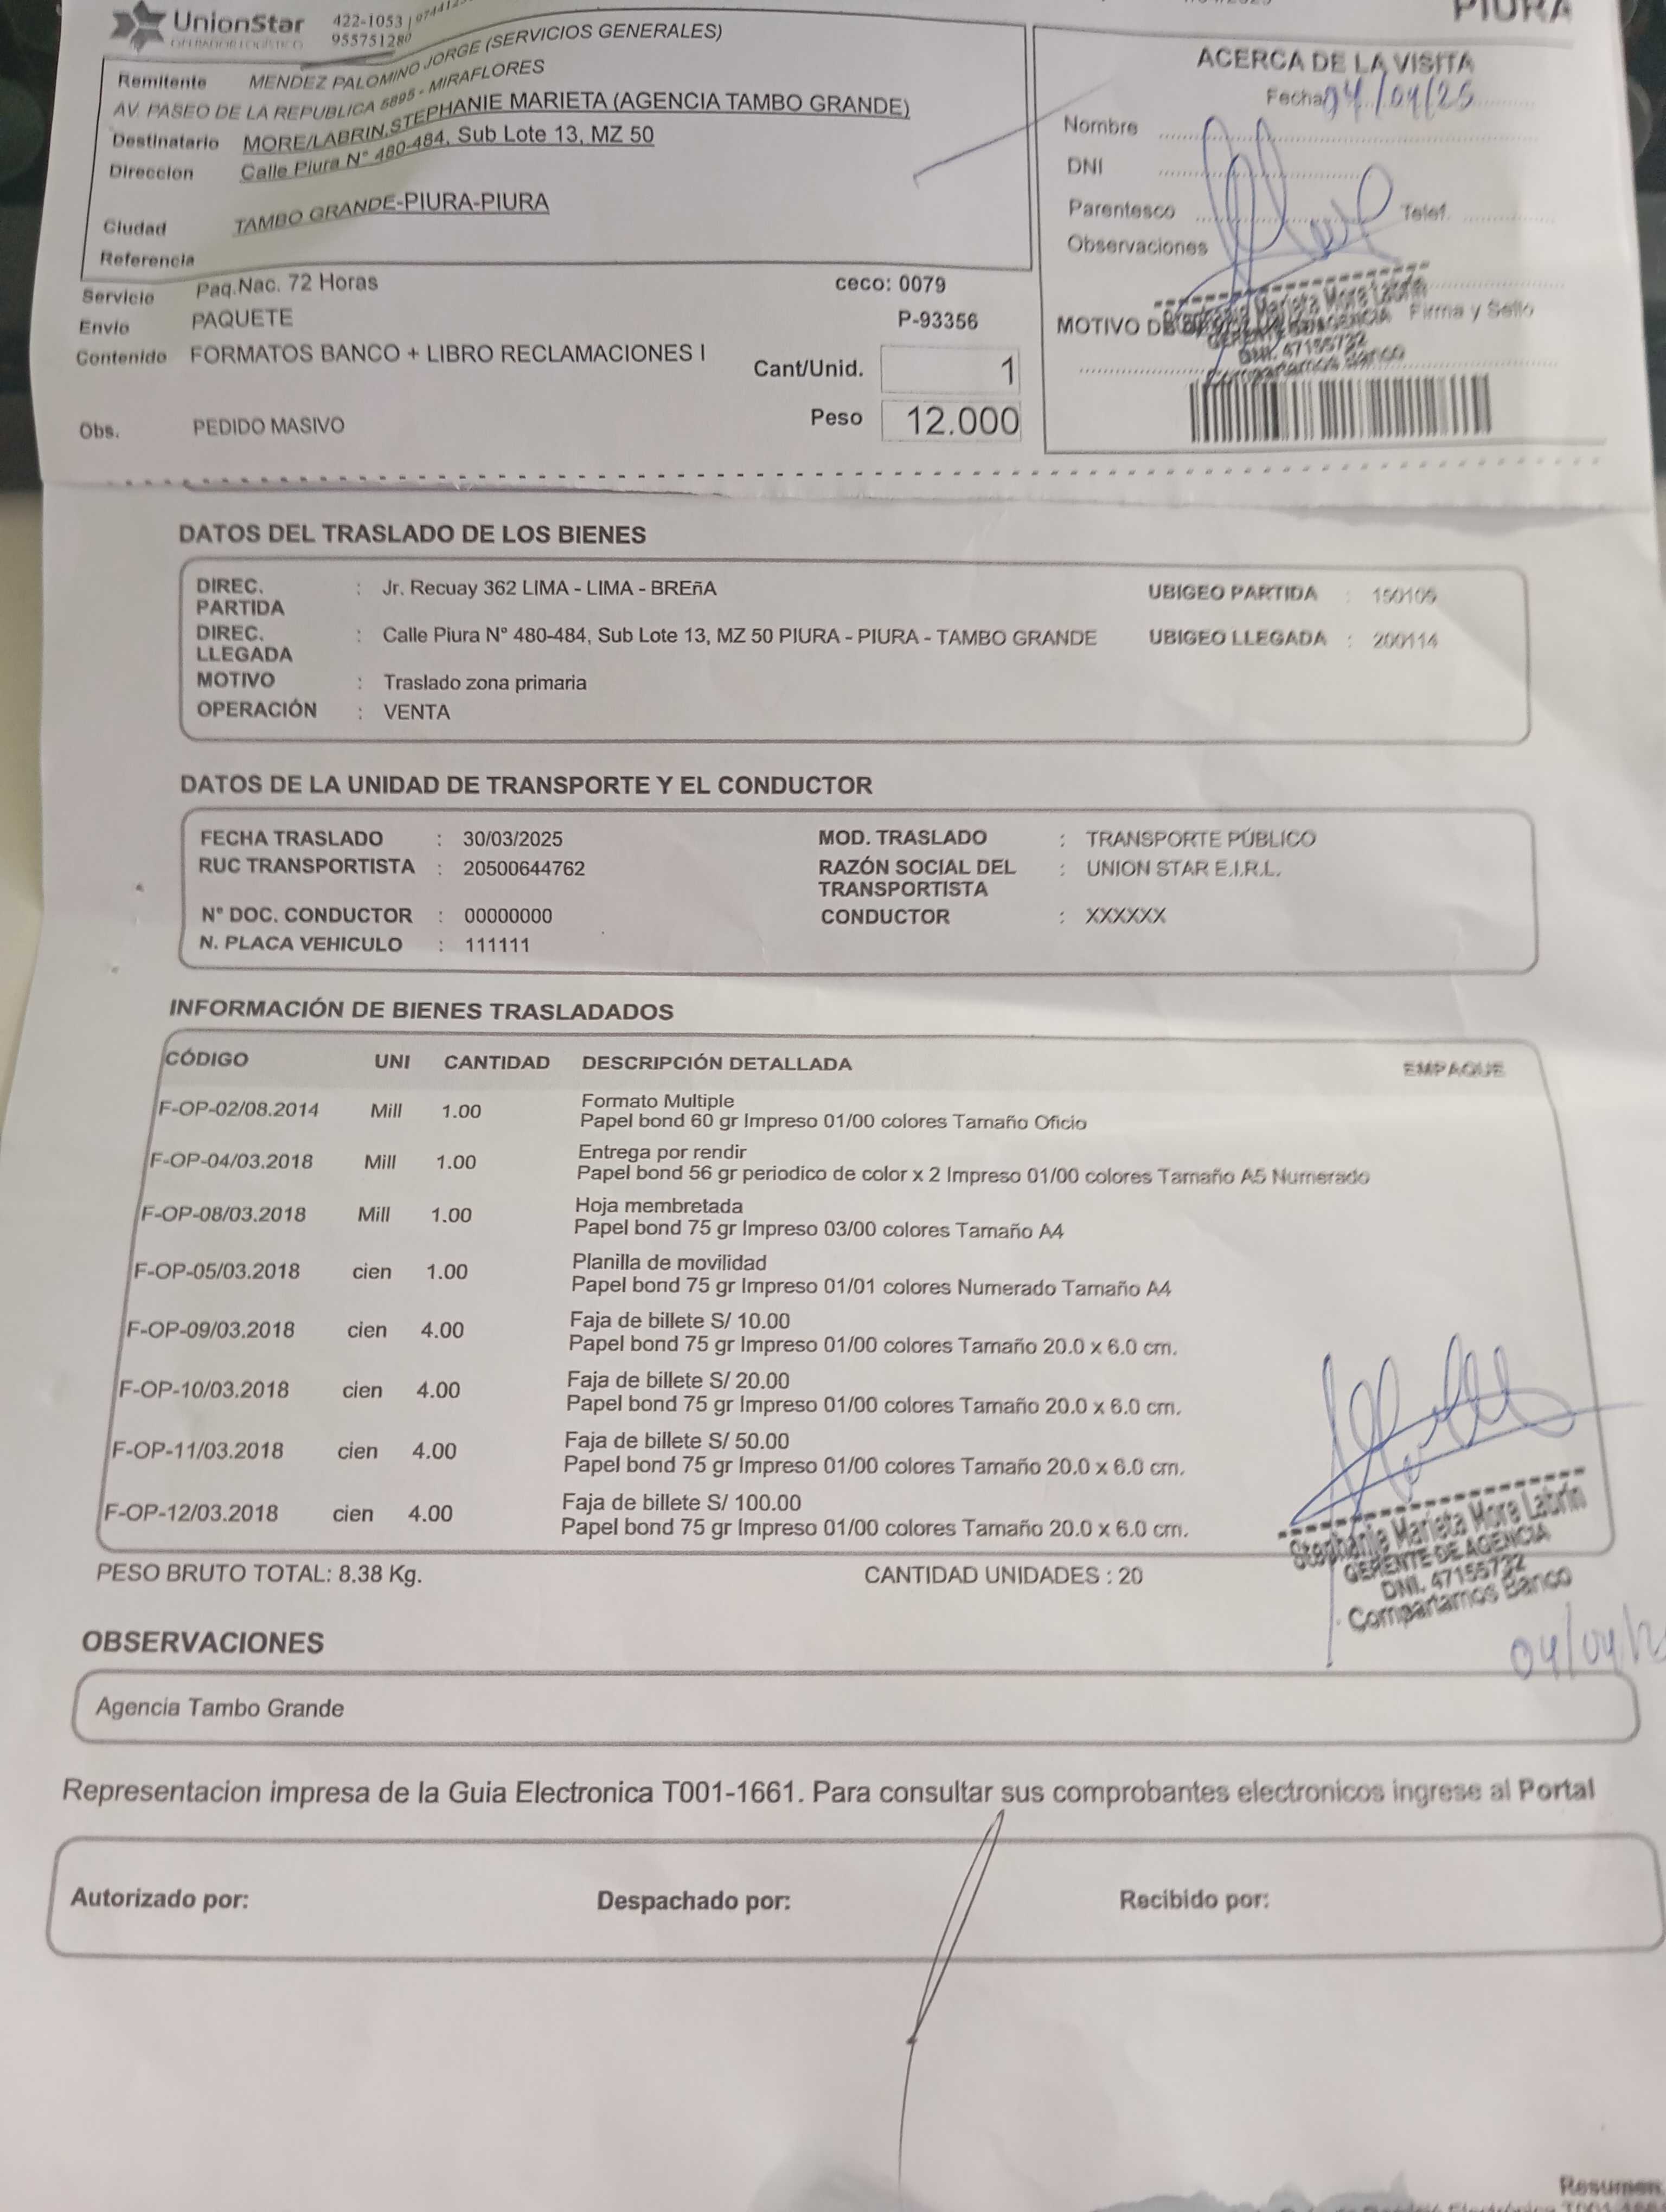 PIURA
UnionStar
OPERADOR LOGÍSTICO
422-1053 |
955751280
Remitente MENDEZ PALOMINO JORGE (SERVICIOS GENERALES)
AV. PASEO DE LA REPUBLICA 5895 - MIRAFLORES
Destinatario MORE/LABRIN,STEPHANIE MARIETA (AGENCIA TAMBO GRANDE)
Direccion Calle Piura N° 480-484, Sub Lote 13, MZ 50
Ciudad TAMBO GRANDE-PIURA-PIURA
Referencia
Servicio Paq.Nac. 72 Horas ceco: 0079
Envio PAQUETE P-93356
Contenido FORMATOS BANCO + LIBRO RECLAMACIONES I
Cant/Unid. 1
Obs. PEDIDO MASIVO Peso 12.000
ACERCA DE LA VISITA
Fecha 04/04/25
Nombre
DNI
Parentesco Telef.
Observaciones
MOTIVO DE Firma y Sello
Stephanie Marieta More Labrin
GERENTE DE AGENCIA
DNI. 47155732
Compartamos Banco
DATOS DEL TRASLADO DE LOS BIENES
DIREC. PARTIDA : Jr. Recuay 362 LIMA - LIMA - BREñA UBIGEO PARTIDA : 150105
DIREC. LLEGADA : Calle Piura N° 480-484, Sub Lote 13, MZ 50 PIURA - PIURA - TAMBO GRANDE UBIGEO LLEGADA : 200114
MOTIVO : Traslado zona primaria
OPERACIÓN : VENTA
DATOS DE LA UNIDAD DE TRANSPORTE Y EL CONDUCTOR
FECHA TRASLADO : 30/03/2025 MOD. TRASLADO : TRANSPORTE PÚBLICO
RUC TRANSPORTISTA : 20500644762 RAZÓN SOCIAL DEL TRANSPORTISTA : UNION STAR E.I.R.L.
N° DOC. CONDUCTOR : 00000000 CONDUCTOR : XXXXXX
N. PLACA VEHICULO : 111111
INFORMACIÓN DE BIENES TRASLADADOS
CÓDIGO UNI CANTIDAD DESCRIPCIÓN DETALLADA EMPAQUE
F-OP-02/08.2014 Mill 1.00 Formato Multiple
Papel bond 60 gr Impreso 01/00 colores Tamaño Oficio
F-OP-04/03.2018 Mill 1.00 Entrega por rendir
Papel bond 56 gr periodico de color x 2 Impreso 01/00 colores Tamaño A5 Numerado
F-OP-08/03.2018 Mill 1.00 Hoja membretada
Papel bond 75 gr Impreso 03/00 colores Tamaño A4
F-OP-05/03.2018 cien 1.00 Planilla de movilidad
Papel bond 75 gr Impreso 01/01 colores Numerado Tamaño A4
F-OP-09/03.2018 cien 4.00 Faja de billete S/ 10.00
Papel bond 75 gr Impreso 01/00 colores Tamaño 20.0 x 6.0 cm.
F-OP-10/03.2018 cien 4.00 Faja de billete S/ 20.00
Papel bond 75 gr Impreso 01/00 colores Tamaño 20.0 x 6.0 cm.
F-OP-11/03.2018 cien 4.00 Faja de billete S/ 50.00
Papel bond 75 gr Impreso 01/00 colores Tamaño 20.0 x 6.0 cm.
F-OP-12/03.2018 cien 4.00 Faja de billete S/ 100.00
Papel bond 75 gr Impreso 01/00 colores Tamaño 20.0 x 6.0 cm.
PESO BRUTO TOTAL: 8.38 Kg. CANTIDAD UNIDADES : 20
Stephanie Marieta More Labrin
GERENTE DE AGENCIA
DNI. 47155732
Compartamos Banco
04/04/2
OBSERVACIONES
Agencia Tambo Grande
Representacion impresa de la Guia Electronica T001-1661. Para consultar sus comprobantes electronicos ingrese al Portal
Autorizado por: Despachado por: Recibido por:
Resumen